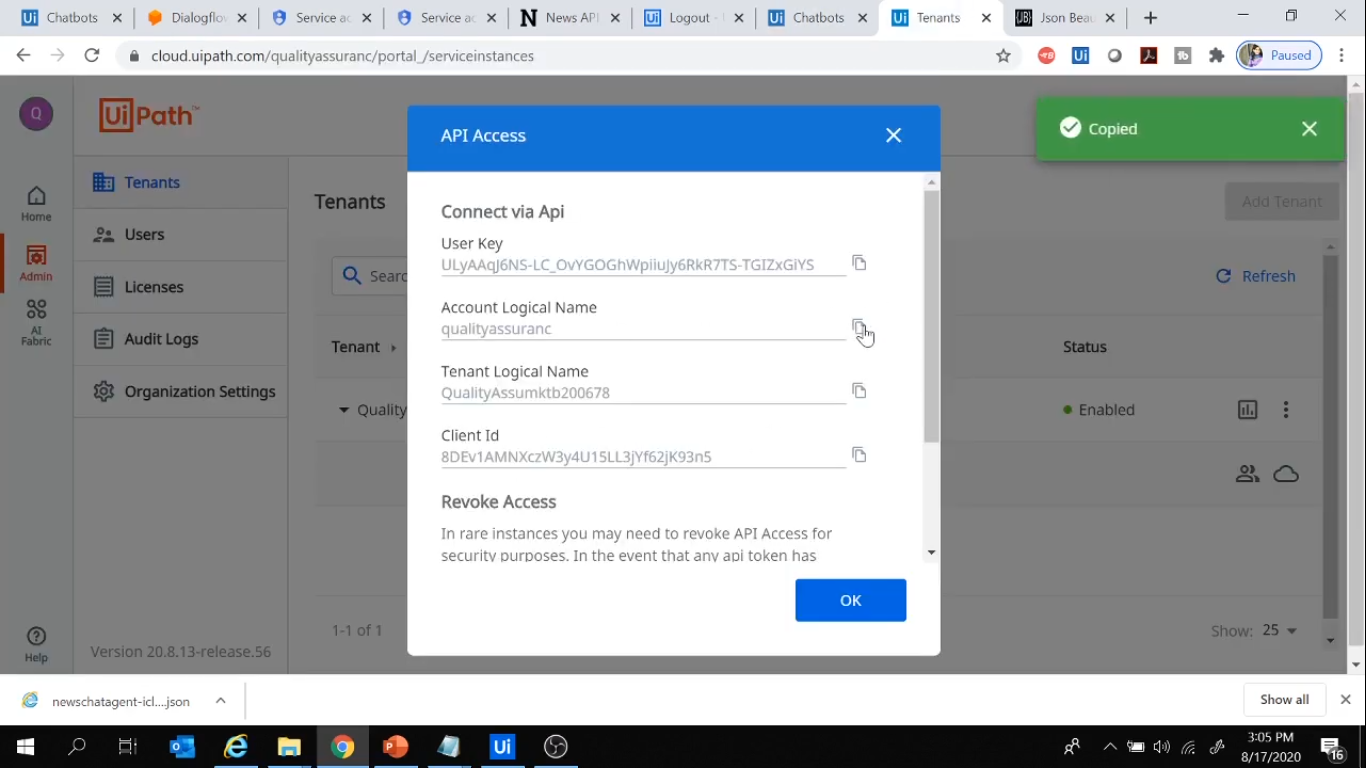 Chatbots
Dialogflo
Service ac
Service ac
News API
Logout -
Chatbots
Tenants
Json Beau
cloud.uipath.com/qualityassuranc/portal_/serviceinstances
Paused
Q
Ui Path™
API Access
Copied
Home
Admin
AI
Fabric
Help
Tenants
Users
Licenses
Audit Logs
Organization Settings
Version 20.8.13-release.56
Tenants
Add Tenant
Searc
Refresh
Tenant
Status
Quality
Enabled
1-1 of 1
Show: 25
Connect via Api
User Key
ULyAAqJ6NS-LC_OvYGOGhWpiiuJy6RkR7TS-TGIZxGiYS
Account Logical Name
qualityassuranc
Tenant Logical Name
QualityAssumktb200678
Client Id
8DEv1AMNXczW3y4U15LL3jYf62jK93n5
Revoke Access
In rare instances you may need to revoke API Access for
security purposes. In the event that any api token has
OK
newschatagent-icl....json
Show all
3:05 PM
8/17/2020
16